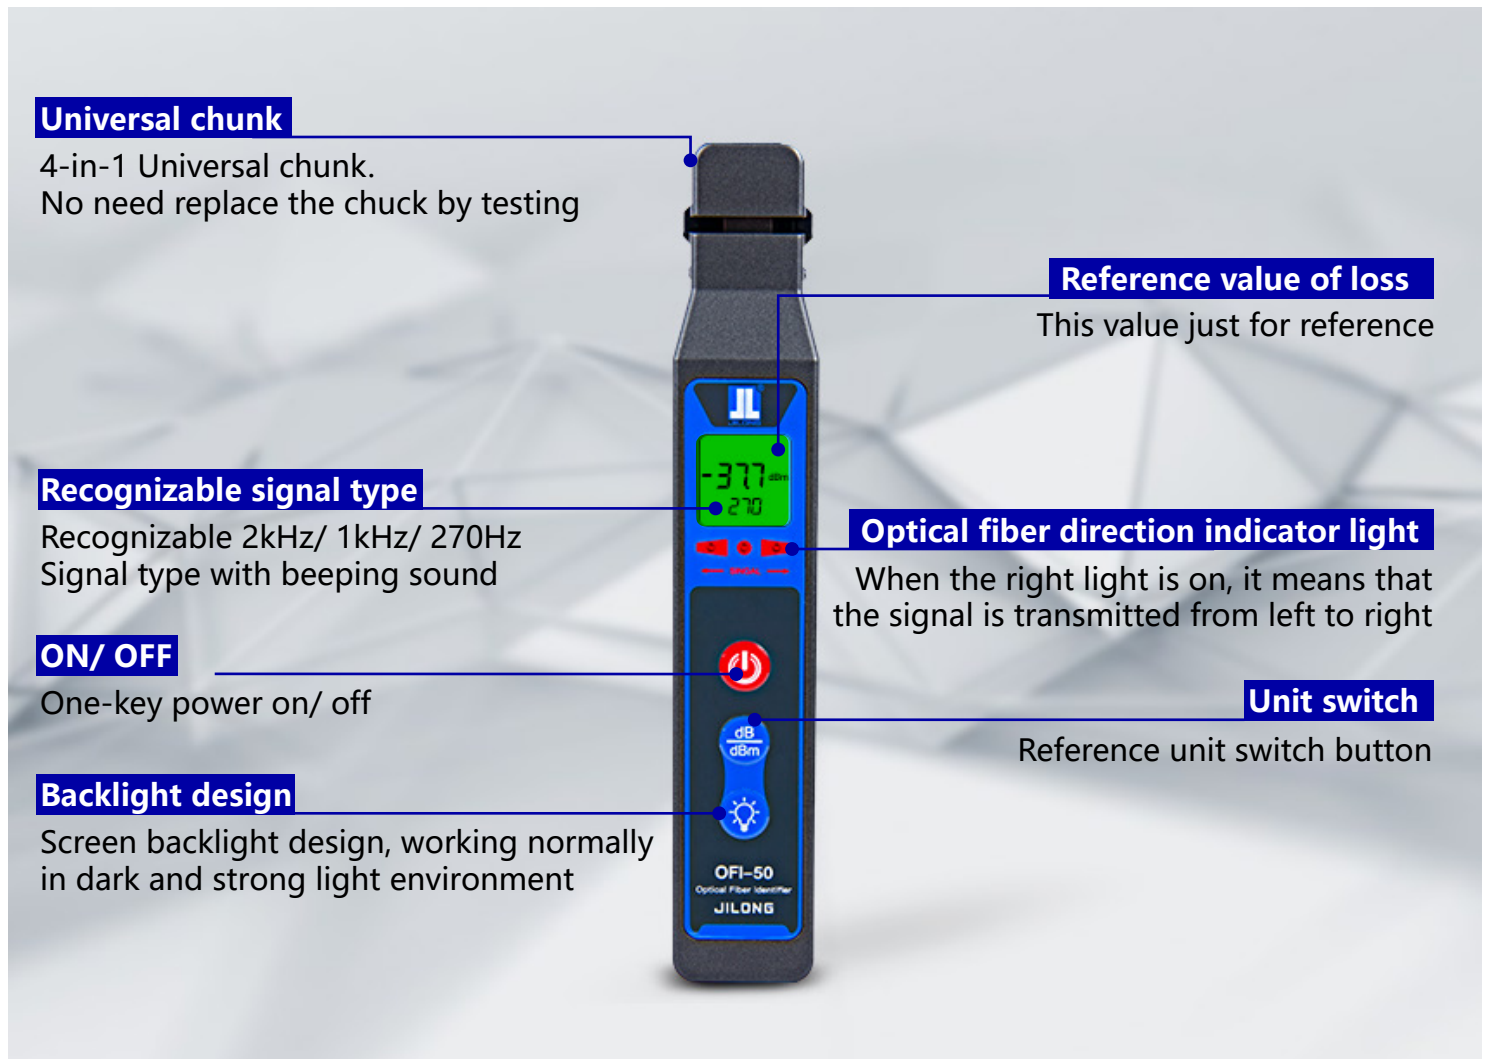 Universal chunk
4-in-1 Universal chunk.
No need replace the chuck by testing
Reference value of loss
This value just for reference
JL
-37.7 dBm
270
Recognizable signal type
Recognizable 2kHz/ 1kHz/ 270Hz
Signal type with beeping sound
Optical fiber direction indicator light
When the right light is on, it means that
the signal is transmitted from left to right
ON/ OFF
One-key power on/ off
Unit switch
Reference unit switch button
dB
dBm
Backlight design
Screen backlight design, working normally
in dark and strong light environment
OFI-50
Optical Fiber Identifier
JILONG